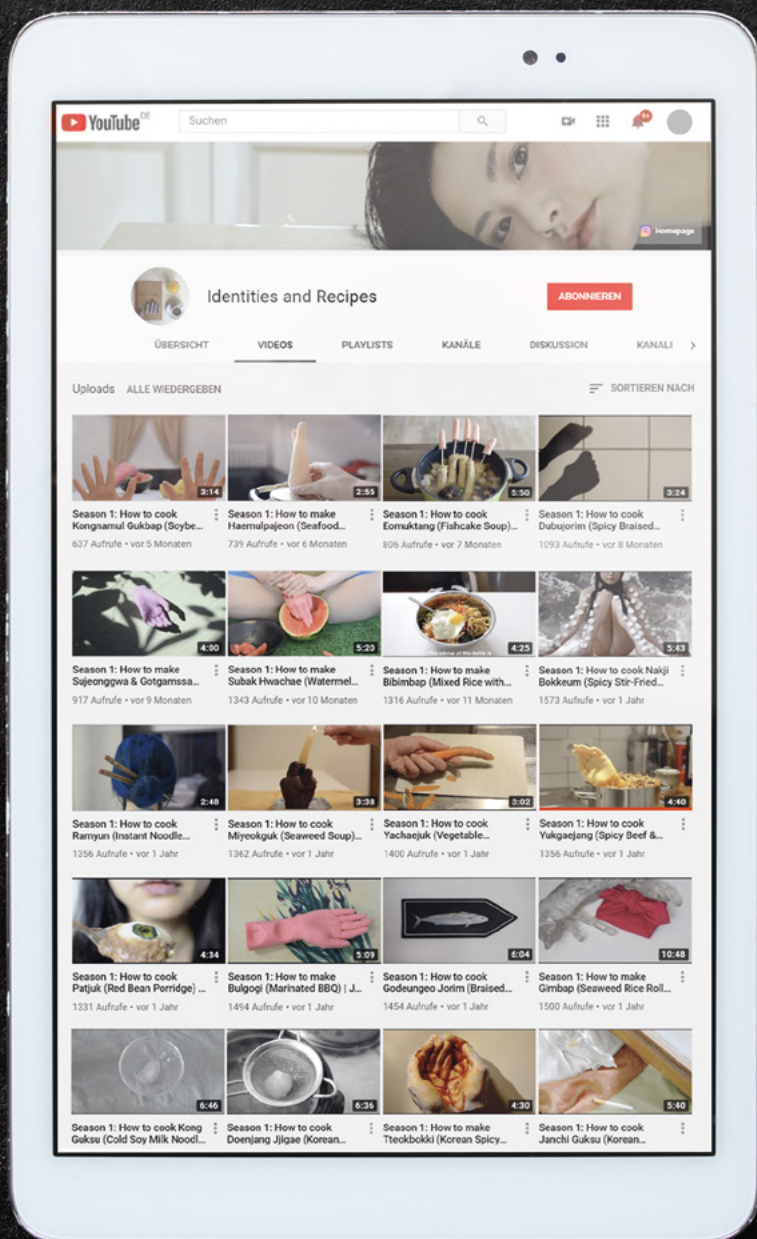 YouTube DE
Suchen
9+
Homepage
Identities and Recipes
ABONNIEREN
ÜBERSICHT VIDEOS PLAYLISTS KANÄLE DISKUSSION KANALI
Uploads ALLE WIEDERGEBEN SORTIEREN NACH
3:14 2:55 5:50 3:24
Season 1: How to cook
Kongnamul Gukbap (Soybe...
637 Aufrufe • vor 5 Monaten
Season 1: How to make
Haemulpajeon (Seafood...
739 Aufrufe • vor 6 Monaten
Season 1: How to cook
Eomuktang (Fishcake Soup)...
806 Aufrufe • vor 7 Monaten
Season 1: How to cook
Dubujorim (Spicy Braised...
1093 Aufrufe • vor 8 Monaten
4:00 5:20 4:25 5:43
Season 1: How to make
Sujeonggwa & Gotgamssa...
917 Aufrufe • vor 9 Monaten
Season 1: How to make
Subak Hwachae (Watermel...
1343 Aufrufe • vor 10 Monaten
Season 1: How to make
Bibimbap (Mixed Rice with...
1316 Aufrufe • vor 11 Monaten
Season 1: How to cook Nakji
Bokkeum (Spicy Stir-Fried...
1573 Aufrufe • vor 1 Jahr
2:48 3:38 3:02 4:40
Season 1: How to cook
Ramyun (Instant Noodle...
1356 Aufrufe • vor 1 Jahr
Season 1: How to cook
Miyeokguk (Seaweed Soup)...
1362 Aufrufe • vor 1 Jahr
Season 1: How to cook
Yachaejuk (Vegetable...
1400 Aufrufe • vor 1 Jahr
Season 1: How to cook
Yukgaejang (Spicy Beef &...
1356 Aufrufe • vor 1 Jahr
4:34 5:09 6:04 10:48
Season 1: How to cook
Patjuk (Red Bean Porridge) ...
1331 Aufrufe • vor 1 Jahr
Season 1: How to make
Bulgogi (Marinated BBQ) | J...
1494 Aufrufe • vor 1 Jahr
Season 1: How to cook
Godeungeo Jorim (Braised...
1454 Aufrufe • vor 1 Jahr
Season 1: How to make
Gimbap (Seaweed Rice Roll...
1500 Aufrufe • vor 1 Jahr
6:46 6:36 4:30 5:40
Season 1: How to cook Kong
Guksu (Cold Soy Milk Noodl...
Season 1: How to cook
Doenjang Jjigae (Korean...
Season 1: How to make
Tteokbokki (Korean Spicy...
Season 1: How to cook
Janchi Guksu (Korean...